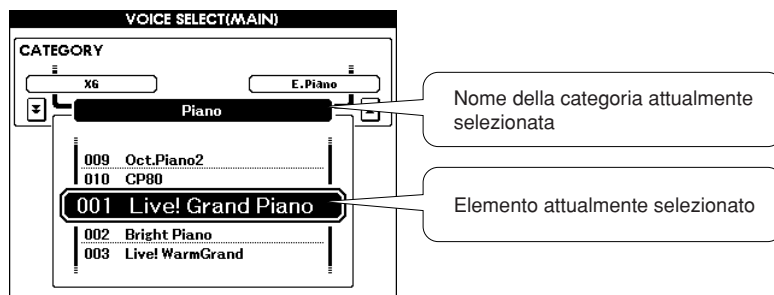 VOICE SELECT(MAIN)
CATEGORY
XG
E.Piano
Piano
009 Oct.Piano2
010 CP80
001 Live! Grand Piano
002 Bright Piano
003 Live! WarmGrand
Nome della categoria attualmente
selezionata
Elemento attualmente selezionato